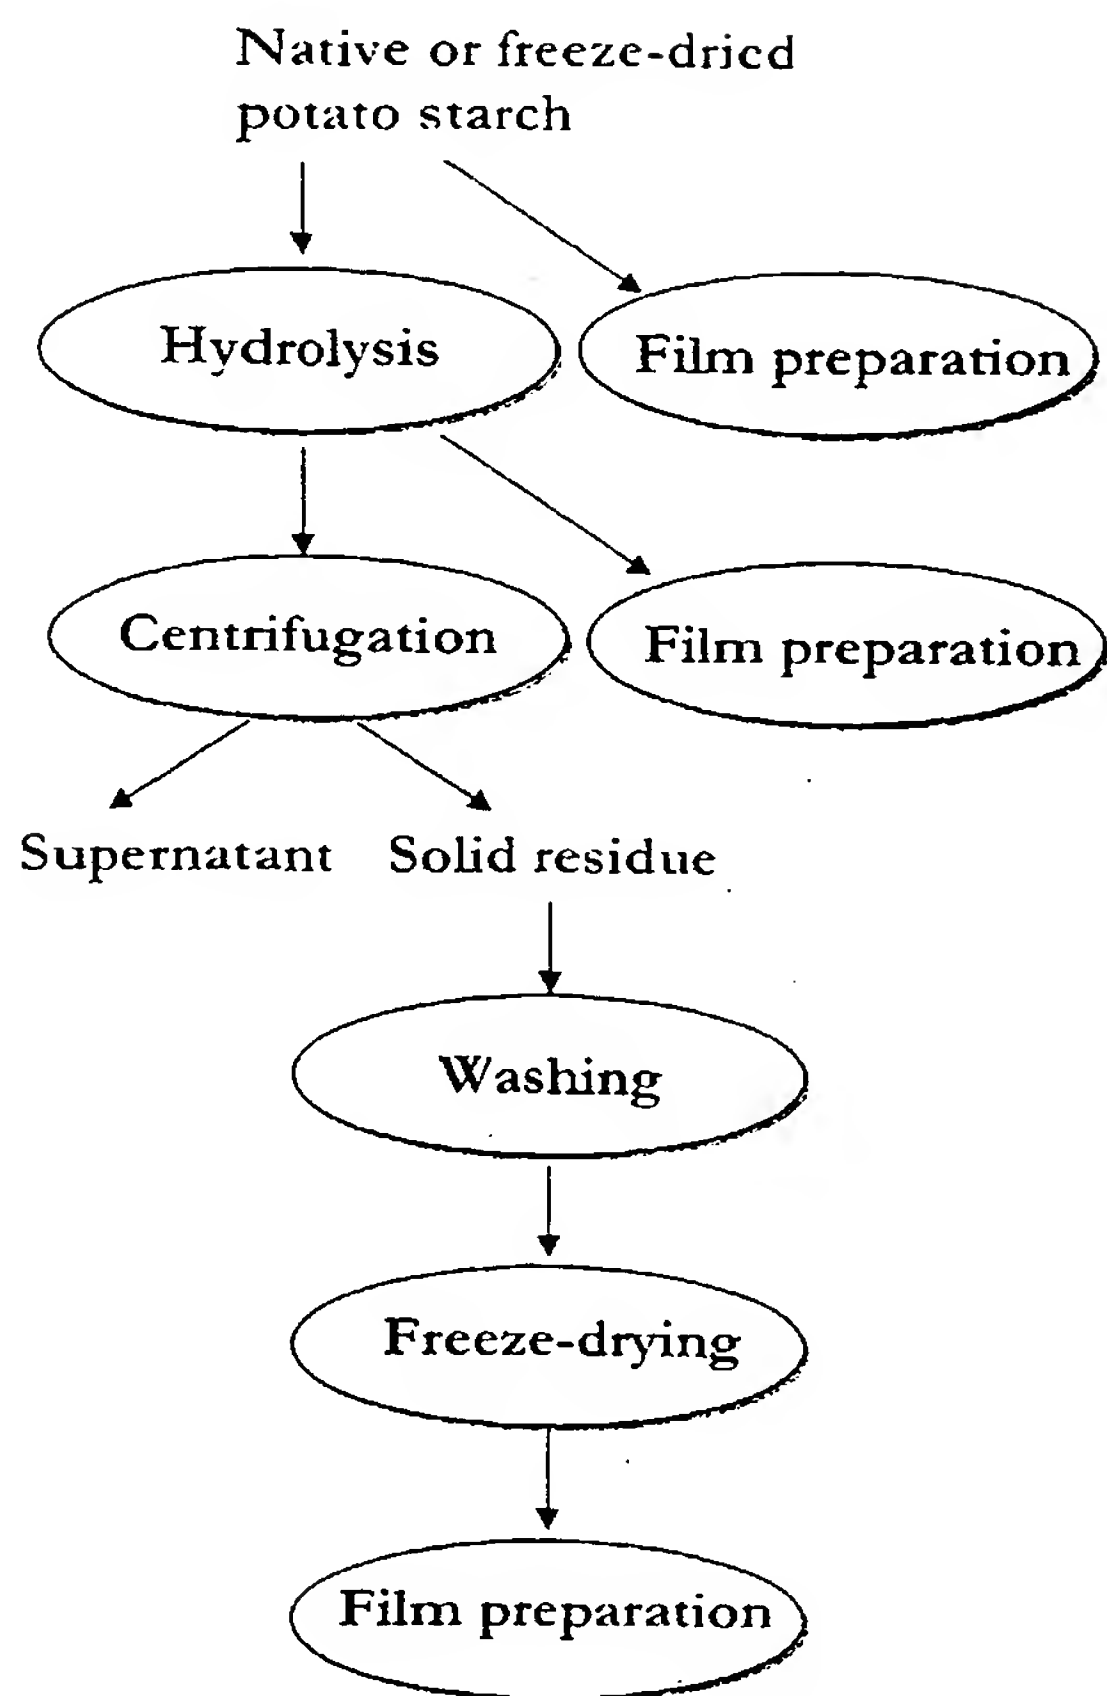 Native or freeze-dried
potato starch
Hydrolysis
Film preparation
Centrifugation
Film preparation
Supernatant
Solid residue
Washing
Freeze-drying
Film preparation